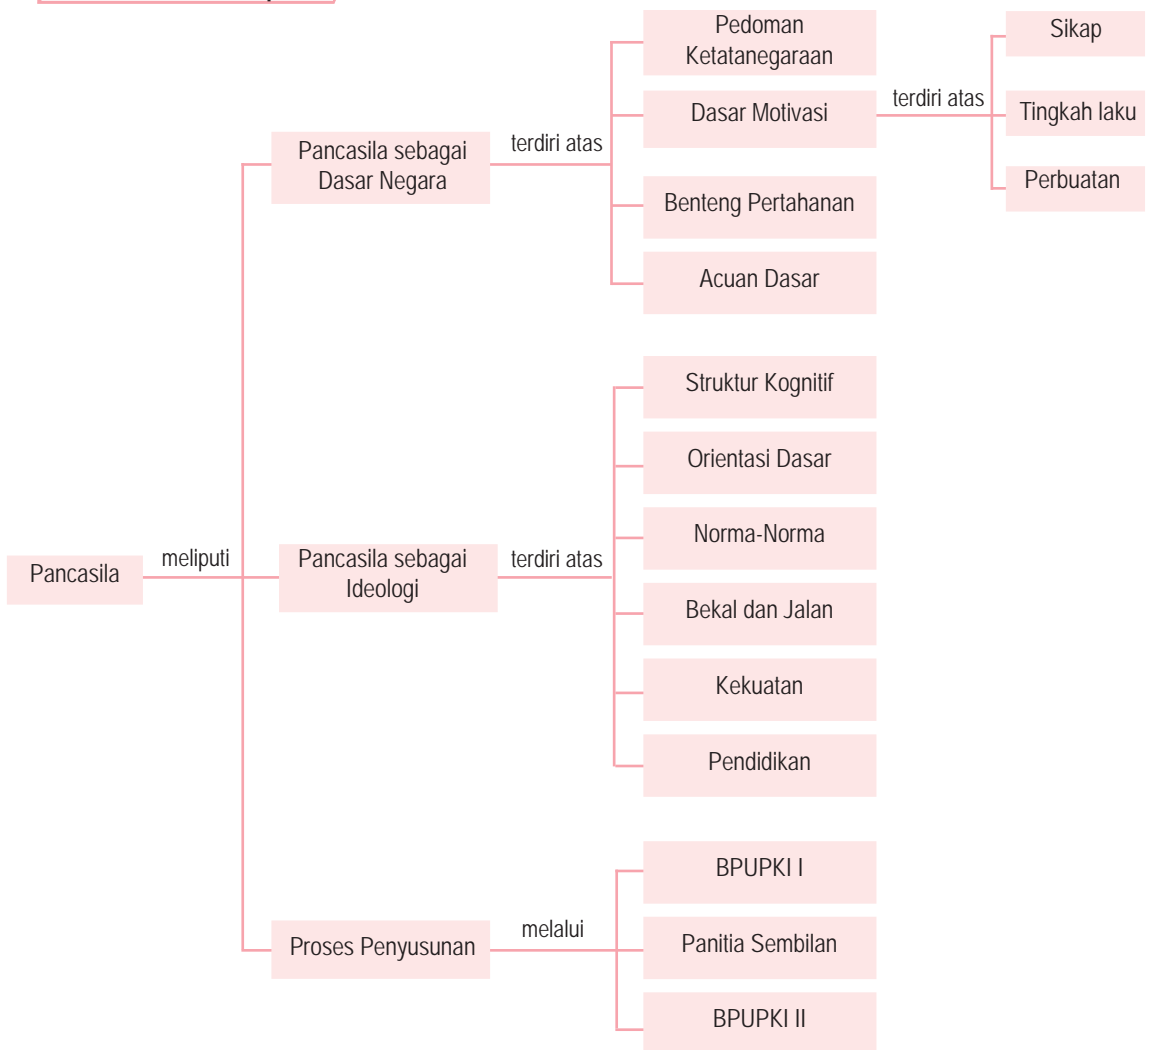 Pancasila
meliputi
Pancasila sebagai
Dasar Negara
terdiri atas
Pedoman
Ketatanegaraan
Dasar Motivasi
terdiri atas
Sikap
Tingkah laku
Perbuatan
Benteng Pertahanan
Acuan Dasar
Pancasila sebagai
Ideologi
terdiri atas
Struktur Kognitif
Orientasi Dasar
Norma-Norma
Bekal dan Jalan
Kekuatan
Pendidikan
Proses Penyusunan
melalui
BPUPKI I
Panitia Sembilan
BPUPKI II